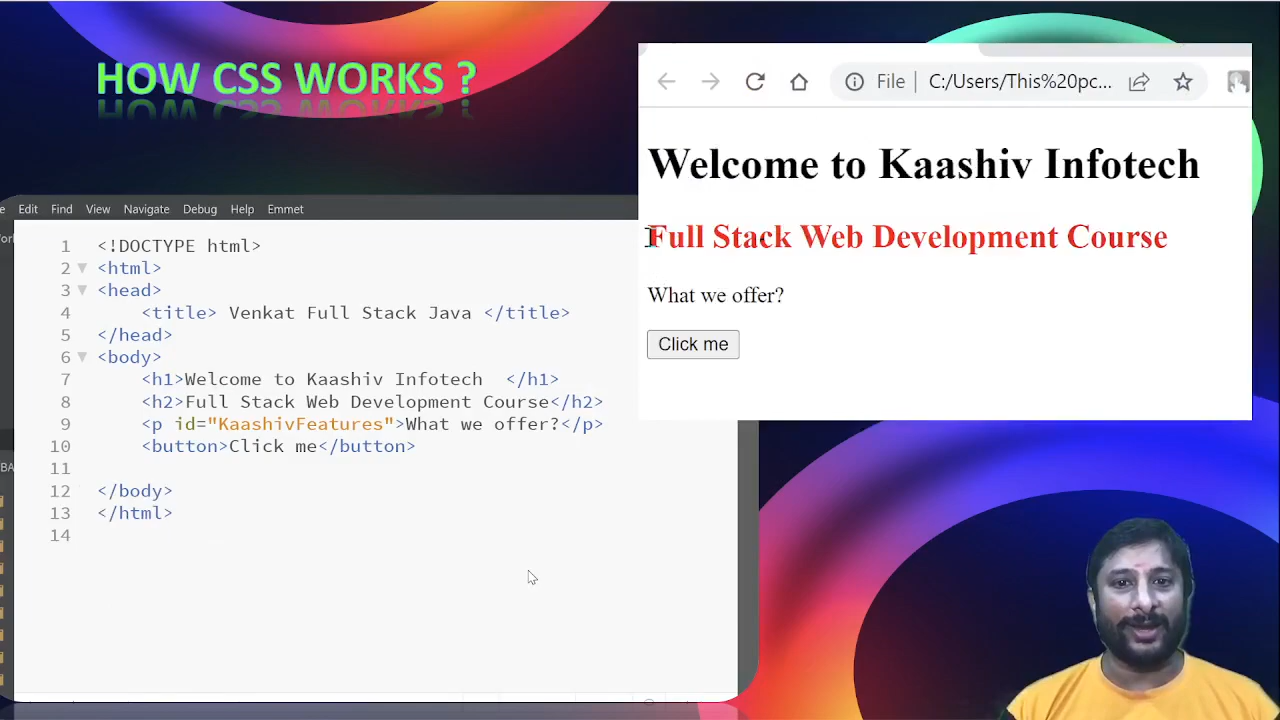 HOW CSS WORKS ?
File | C:/Users/This%20pc...
Welcome to Kaashiv Infotech
Full Stack Web Development Course
What we offer?
Click me
Edit Find View Navigate Debug Help Emmet
1 <!DOCTYPE html>
2 <html>
3 <head>
4 <title> Venkat Full Stack Java </title>
5 </head>
6 <body>
7 <h1>Welcome to Kaashiv Infotech </h1>
8 <h2>Full Stack Web Development Course</h2>
9 <p id="KaashivFeatures">What we offer?</p>
10 <button>Click me</button>
11
12 </body>
13 </html>
14